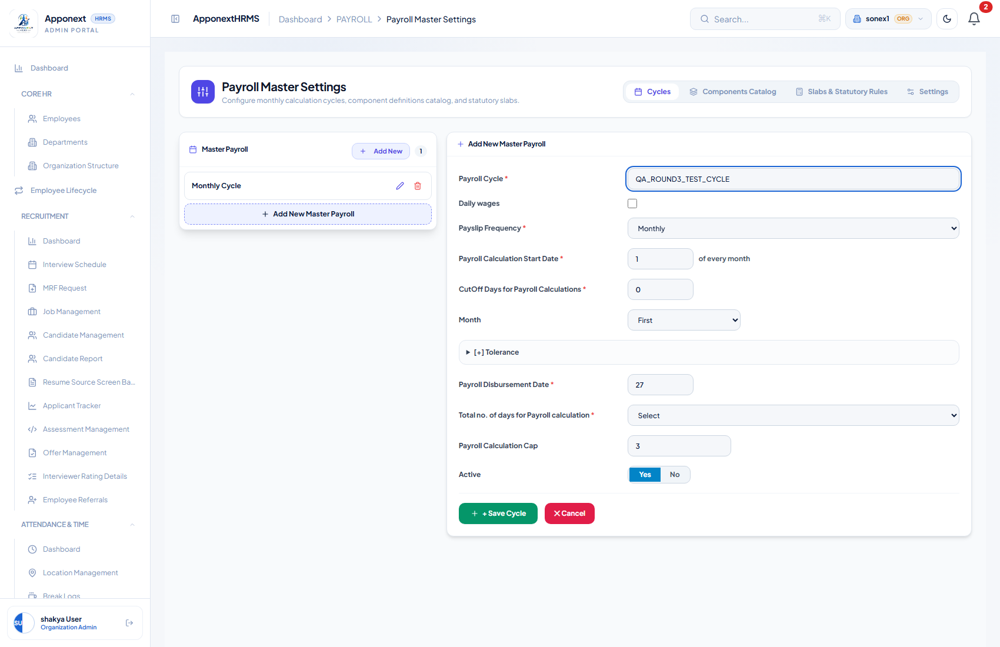 Apponext HRMS
ADMIN PORTAL
Dashboard
CORE HR
Employees
Departments
Organization Structure
Employee Lifecycle
RECRUITMENT
Dashboard
Interview Schedule
MRF Request
Job Management
Candidate Management
Candidate Report
Resume Source Screen Ba...
Applicant Tracker
Assessment Management
Offer Management
Interviewer Rating Details
Employee Referrals
ATTENDANCE & TIME
Dashboard
Location Management
Break Logs
SU
shakya User
Organization Admin
ApponextHRMS
Dashboard > PAYROLL > Payroll Master Settings
Search... ⌘K
sonex1 ORG
2
Payroll Master Settings
Configure monthly calculation cycles, component definitions catalog, and statutory slabs.
Cycles
Components Catalog
Slabs & Statutory Rules
Settings
Master Payroll
+ Add New
1
Monthly Cycle
+ Add New Master Payroll
+ Add New Master Payroll
Payroll Cycle * QA_ROUND3_TEST_CYCLE
Daily wages
Payslip Frequency * Monthly
Payroll Calculation Start Date * 1 of every month
CutOff Days for Payroll Calculations * 0
Month First
▶ [+] Tolerance
Payroll Disbursement Date * 27
Total no. of days for Payroll calculation * Select
Payroll Calculation Cap 3
Active Yes No
+ + Save Cycle
✕ Cancel